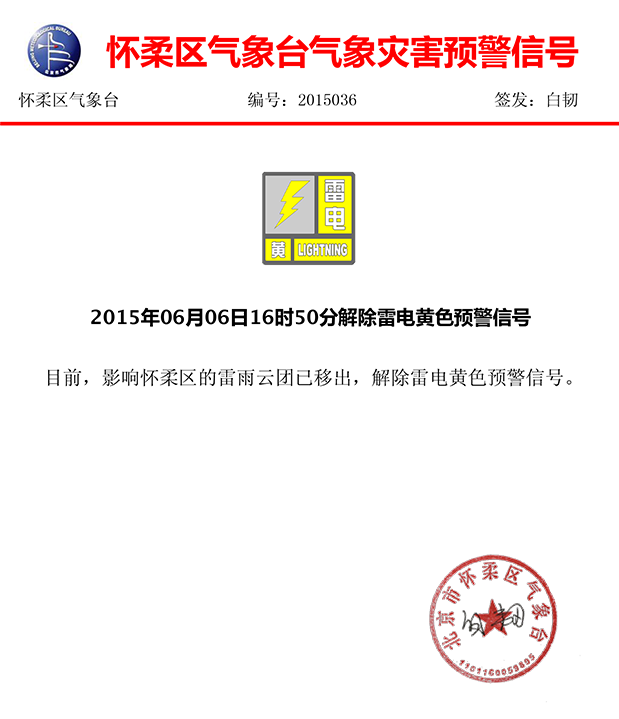 怀柔区气象台气象灾害预警信号
怀柔区气象台 编号：2015036 签发：白韧
雷电
黄 LIGHTNING
2015年06月06日16时50分解除雷电黄色预警信号
目前，影响怀柔区的雷雨云团已移出，解除雷电黄色预警信号。
北京市怀柔区气象台
白韧